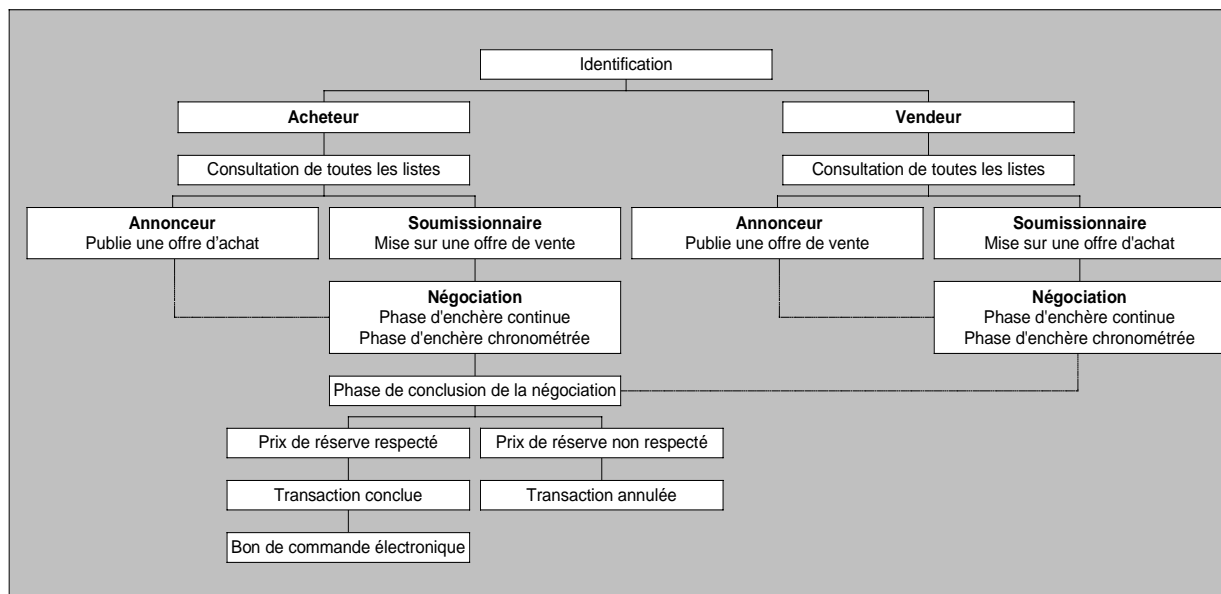 Identification
Acheteur
Vendeur
Consultation de toutes les listes
Consultation de toutes les listes
Annonceur
Publie une offre d'achat
Soumissionnaire
Mise sur une offre de vente
Annonceur
Publie une offre de vente
Soumissionnaire
Mise sur une offre d'achat
Négociation
Phase d'enchère continue
Phase d'enchère chronométrée
Négociation
Phase d'enchère continue
Phase d'enchère chronométrée
Phase de conclusion de la négociation
Prix de réserve respecté
Prix de réserve non respecté
Transaction conclue
Transaction annulée
Bon de commande électronique